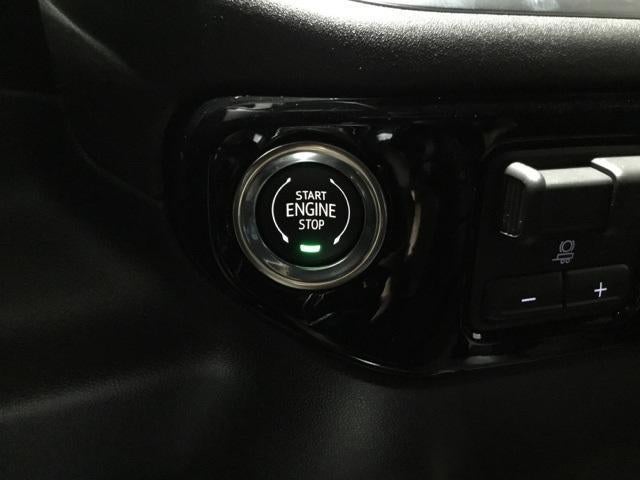 START
ENGINE
STOP
- +